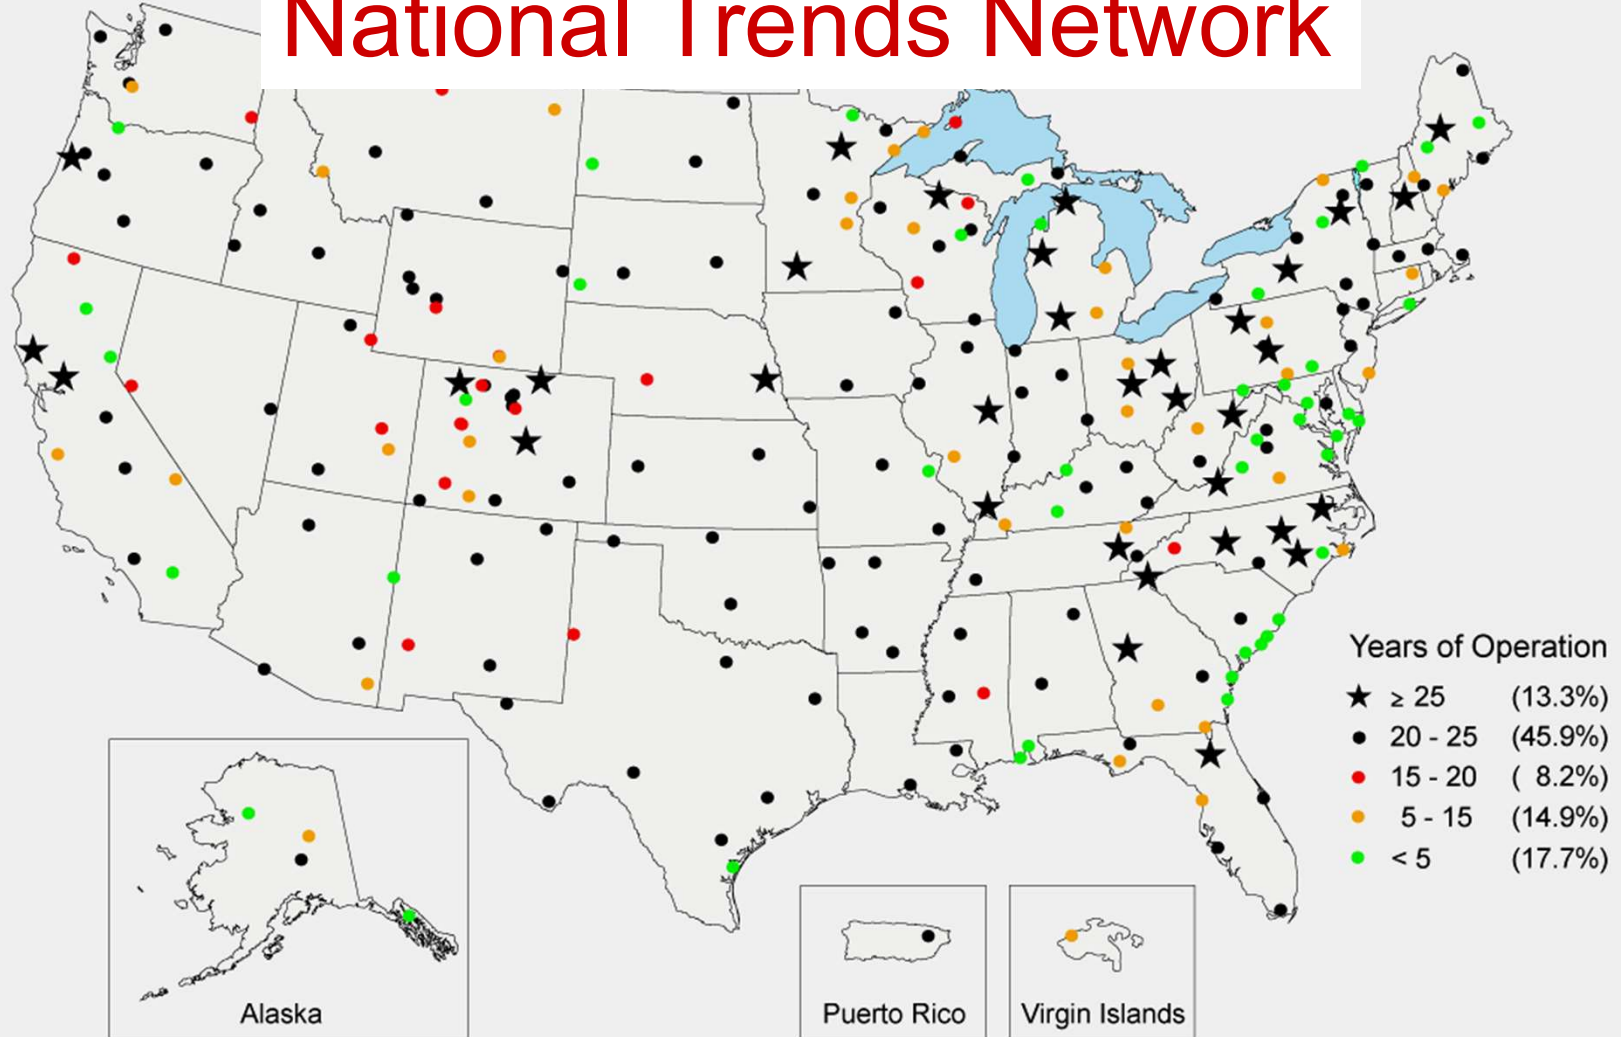 National Trends Network
Years of Operation
≥ 25 (13.3%)
20 - 25 (45.9%)
15 - 20 ( 8.2%)
5 - 15 (14.9%)
< 5 (17.7%)
Alaska
Puerto Rico
Virgin Islands